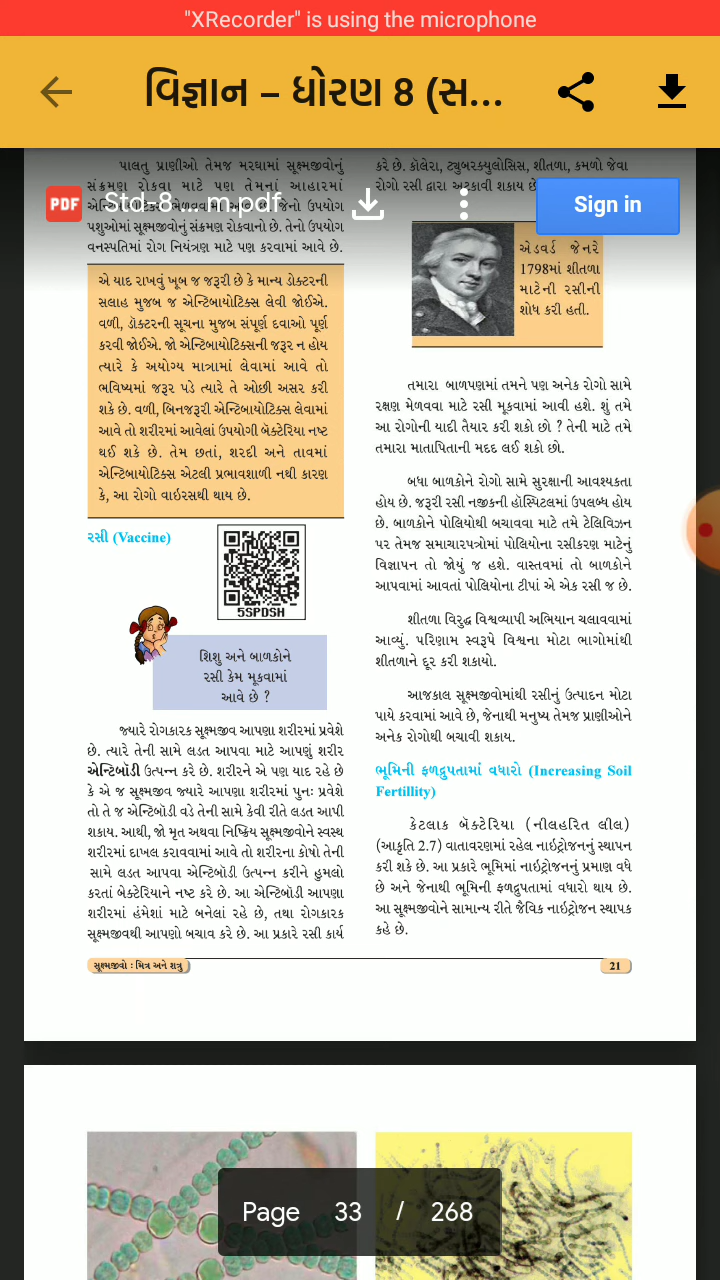 "XRecorder" is using the microphone
વિજ્ઞાન – ધોરણ 8 (સ...
PDF
Std-8 ... m.pdf
Sign in
પાલતુ પ્રાણીઓ તેમજ મરઘામાં સૂક્ષ્મજીવોનું
સંક્રમણ રોકવા માટે પણ તેમનાં આહારમાં
પશુઓમાં સૂક્ષ્મજીવોનું સંક્રમણ રોકવાનો છે. તેનો ઉપયોગ
વનસ્પતિમાં રોગ નિયંત્રણ માટે પણ કરવામાં આવે છે.
એ યાદ રાખવું ખૂબ જ જરૂરી છે કે માન્ય ડોક્ટરની
સલાહ મુજબ જ એન્ટિબાયોટિક્સ લેવી જોઈએ.
વળી, ડૉક્ટરની સૂચના મુજબ સંપૂર્ણ દવાઓ પૂર્ણ
કરવી જોઈએ. જો એન્ટિબાયોટિક્સની જરૂર ન હોય
ત્યારે કે અયોગ્ય માત્રામાં લેવામાં આવે તો
ભવિષ્યમાં જરૂર પડે ત્યારે તે ઓછી અસર કરી
શકે છે. વળી, બિનજરૂરી એન્ટિબાયોટિક્સ લેવામાં
આવે તો શરીરમાં આવેલાં ઉપયોગી બેક્ટેરિયા નષ્ટ
થઈ શકે છે. તેમ છતાં, શરદી અને તાવમાં
એન્ટિબાયોટિક્સ એટલી પ્રભાવશાળી નથી કારણ
કે, આ રોગો વાઇરસથી થાય છે.
રસી (Vaccine)
5SPDSH
શિશુ અને બાળકોને
રસી કેમ મૂકવામાં
આવે છે ?
જ્યારે રોગકારક સૂક્ષ્મજીવ આપણા શરીરમાં પ્રવેશે
છે. ત્યારે તેની સામે લડત આપવા માટે આપણું શરીર
એન્ટિબૉડી ઉત્પન્ન કરે છે. શરીરને એ પણ યાદ રહે છે
કે એ જ સૂક્ષ્મજીવ જ્યારે આપણા શરીરમાં પુનઃ પ્રવેશે
તો તે જ એન્ટિબૉડી વડે તેની સામે કેવી રીતે લડત આપી
શકાય. આથી, જો મૃત અથવા નિષ્ક્રિય સૂક્ષ્મજીવોને સ્વસ્થ
શરીરમાં દાખલ કરાવવામાં આવે તો શરીરના કોષો તેની
સામે લડત આપવા એન્ટિબૉડી ઉત્પન્ન કરીને હુમલો
કરતાં બેક્ટેરિયાને નષ્ટ કરે છે. આ એન્ટિબૉડી આપણા
શરીરમાં હંમેશાં માટે બનેલાં રહે છે, તથા રોગકારક
સૂક્ષ્મજીવથી આપણો બચાવ કરે છે. આ પ્રકારે રસી કાર્ય
કરે છે. કૉલેરા, ટ્યુબરક્યુલોસિસ, શીતળા, કમળો જેવા
રોગો રસી દ્વારા અટકાવી શકાય છે
એડવર્ડ જેનરે
1798માં શીતળા
માટેની રસીની
શોધ કરી હતી.
તમારા બાળપણમાં તમને પણ અનેક રોગો સામે
રક્ષણ મેળવવા માટે રસી મૂકવામાં આવી હશે. શું તમે
આ રોગોની યાદી તૈયાર કરી શકો છો ? તેની માટે તમે
તમારા માતાપિતાની મદદ લઈ શકો છો.
બધા બાળકોને રોગો સામે સુરક્ષાની આવશ્યકતા
હોય છે. જરૂરી રસી નજીકની હૉસ્પિટલમાં ઉપલબ્ધ હોય
છે. બાળકોને પોલિયોથી બચાવવા માટે તમે ટેલિવિઝન
પર તેમજ સમાચારપત્રોમાં પોલિયોના રસીકરણ માટેનું
વિજ્ઞાપન તો જોયું જ હશે. વાસ્તવમાં તો બાળકોને
આપવામાં આવતાં પોલિયોના ટીપાં એ એક રસી જ છે.
શીતળા વિરુદ્ધ વિશ્વવ્યાપી અભિયાન ચલાવવામાં
આવ્યું. પરિણામ સ્વરૂપે વિશ્વના મોટા ભાગોમાંથી
શીતળાને દૂર કરી શકાયો.
આજકાલ સૂક્ષ્મજીવોમાંથી રસીનું ઉત્પાદન મોટા
પાયે કરવામાં આવે છે, જેનાથી મનુષ્ય તેમજ પ્રાણીઓને
અનેક રોગોથી બચાવી શકાય.
ભૂમિની ફળદ્રુપતામાં વધારો (Increasing Soil
Fertillity)
કેટલાક બૅક્ટેરિયા (નીલહરિત લીલ)
(આકૃતિ 2.7) વાતાવરણમાં રહેલ નાઇટ્રોજનનું સ્થાપન
કરી શકે છે. આ પ્રકારે ભૂમિમાં નાઇટ્રોજનનું પ્રમાણ વધે
છે અને જેનાથી ભૂમિની ફળદ્રુપતામાં વધારો થાય છે.
આ સૂક્ષ્મજીવોને સામાન્ય રીતે જૈવિક નાઇટ્રોજન સ્થાપક
કહે છે.
સૂક્ષ્મજીવો : મિત્ર અને શત્રુ
21
Page 33 / 268